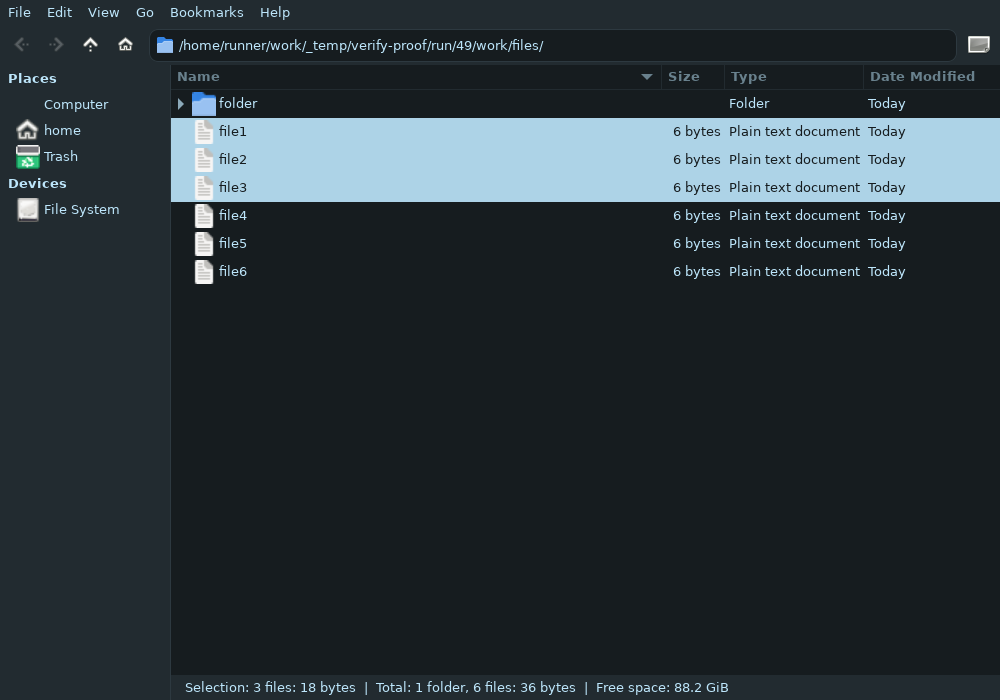 File Edit View Go Bookmarks Help
/home/runner/work/_temp/verify-proof/run/49/work/files/
Places
Computer
home
Trash
Devices
File System
Name Size Type Date Modified
folder Folder Today
file1 6 bytes Plain text document Today
file2 6 bytes Plain text document Today
file3 6 bytes Plain text document Today
file4 6 bytes Plain text document Today
file5 6 bytes Plain text document Today
file6 6 bytes Plain text document Today
Selection: 3 files: 18 bytes | Total: 1 folder, 6 files: 36 bytes | Free space: 88.2 GiB